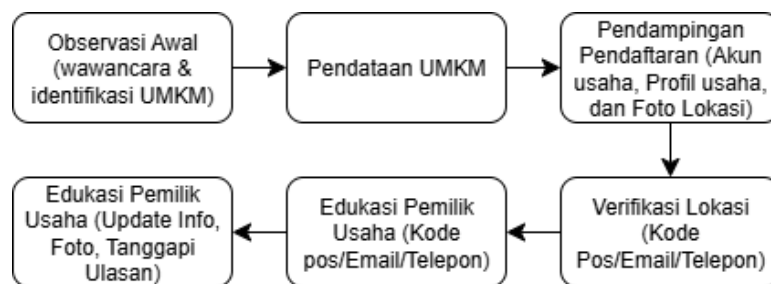 Observasi Awal
(wawancara &
identifikasi UMKM)
Pendataan UMKM
Pendampingan
Pendaftaran (Akun
usaha, Profil usaha,
dan Foto Lokasi)
Verifikasi Lokasi
(Kode
Pos/Email/Telepon)
Edukasi Pemilik
Usaha (Kode
pos/Email/Telepon)
Edukasi Pemilik
Usaha (Update Info,
Foto, Tanggapi
Ulasan)